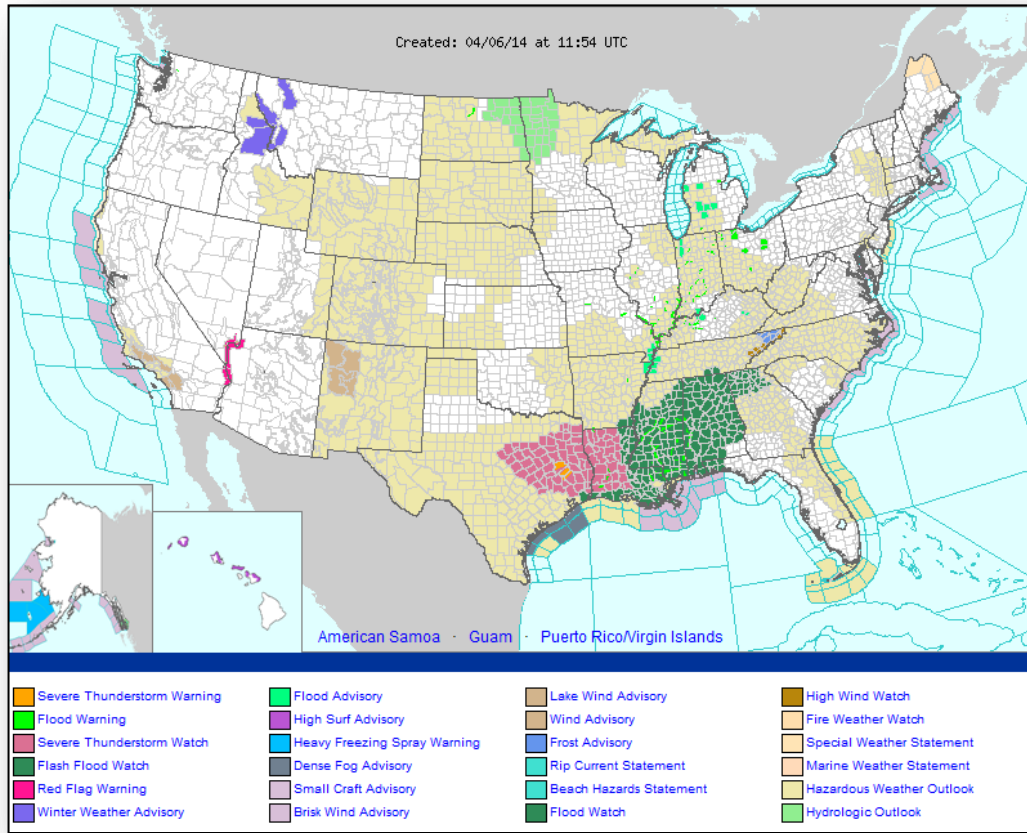 Created: 04/06/14 at 11:54 UTC
American Samoa · Guam · Puerto Rico/Virgin Islands
Severe Thunderstorm Warning
Flood Warning
Severe Thunderstorm Watch
Flash Flood Watch
Red Flag Warning
Winter Weather Advisory
Flood Advisory
High Surf Advisory
Heavy Freezing Spray Warning
Dense Fog Advisory
Small Craft Advisory
Brisk Wind Advisory
Lake Wind Advisory
Wind Advisory
Frost Advisory
Rip Current Statement
Beach Hazards Statement
Flood Watch
High Wind Watch
Fire Weather Watch
Special Weather Statement
Marine Weather Statement
Hazardous Weather Outlook
Hydrologic Outlook